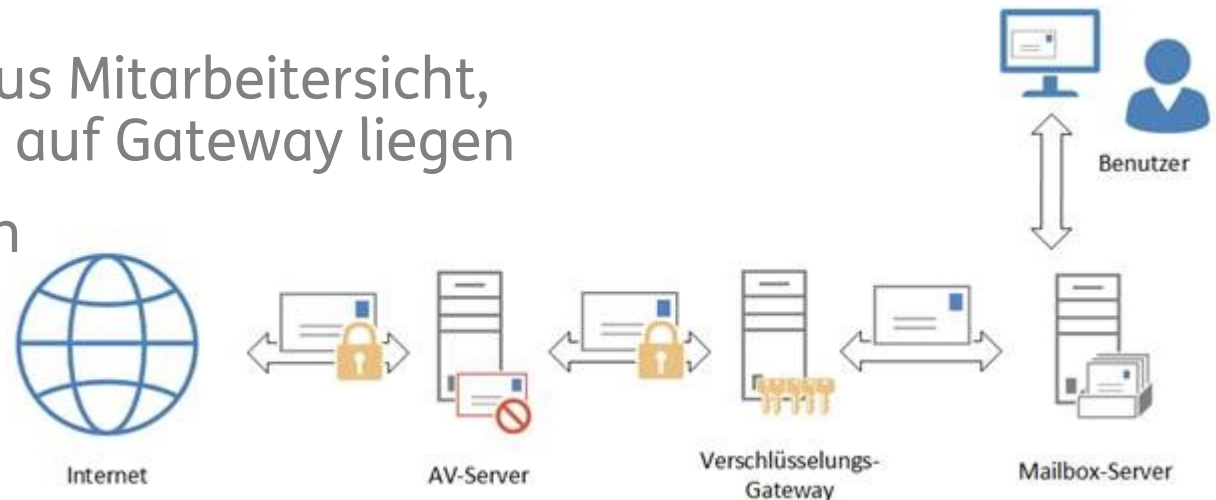 us Mitarbeitersicht,
auf Gateway liegen
n
Benutzer
Internet
AV-Server
Verschlüsselungs-
Gateway
Mailbox-Server